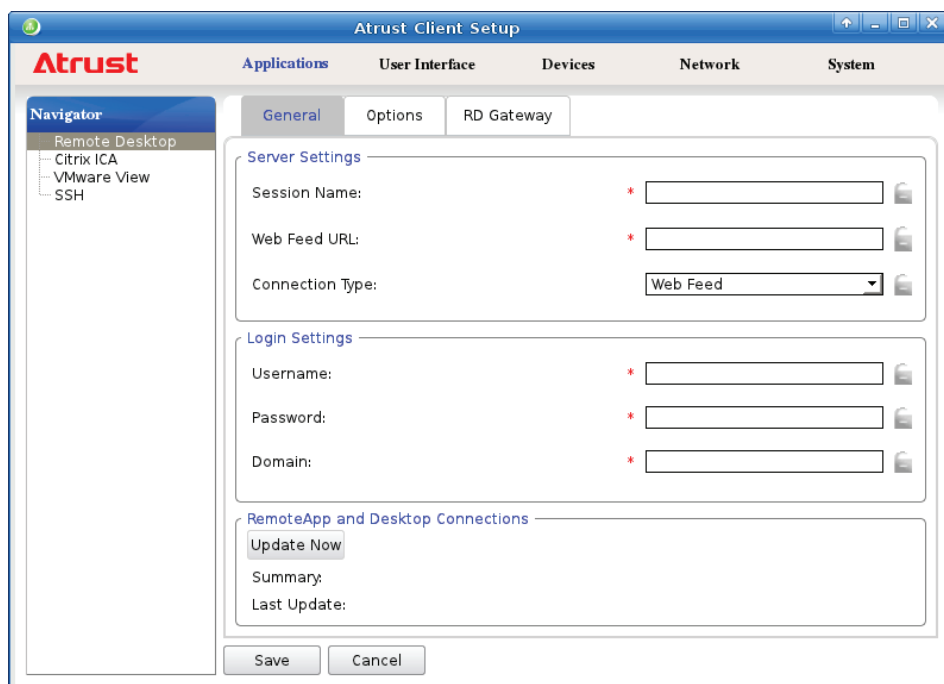 Atrust Client Setup
Atrust
Applications User Interface Devices Network System
Navigator
Remote Desktop
Citrix ICA
VMware View
SSH
General Options RD Gateway
Server Settings
Session Name: *
Web Feed URL: *
Connection Type: Web Feed
Login Settings
Username: *
Password: *
Domain: *
RemoteApp and Desktop Connections
Update Now
Summary:
Last Update:
Save Cancel